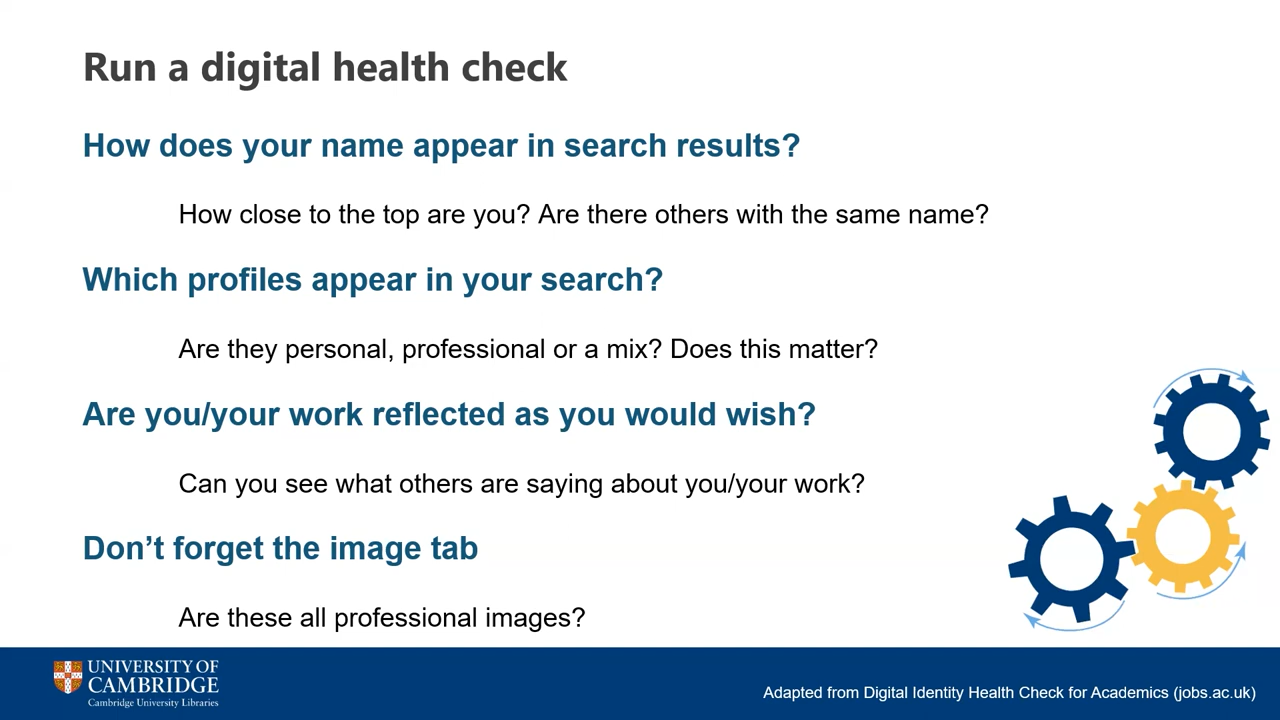 Run a digital health check
How does your name appear in search results?
How close to the top are you? Are there others with the same name?
Which profiles appear in your search?
Are they personal, professional or a mix? Does this matter?
Are you/your work reflected as you would wish?
Can you see what others are saying about you/your work?
Don’t forget the image tab
Are these all professional images?
UNIVERSITY OF
CAMBRIDGE
Cambridge University Libraries
Adapted from Digital Identity Health Check for Academics (jobs.ac.uk)